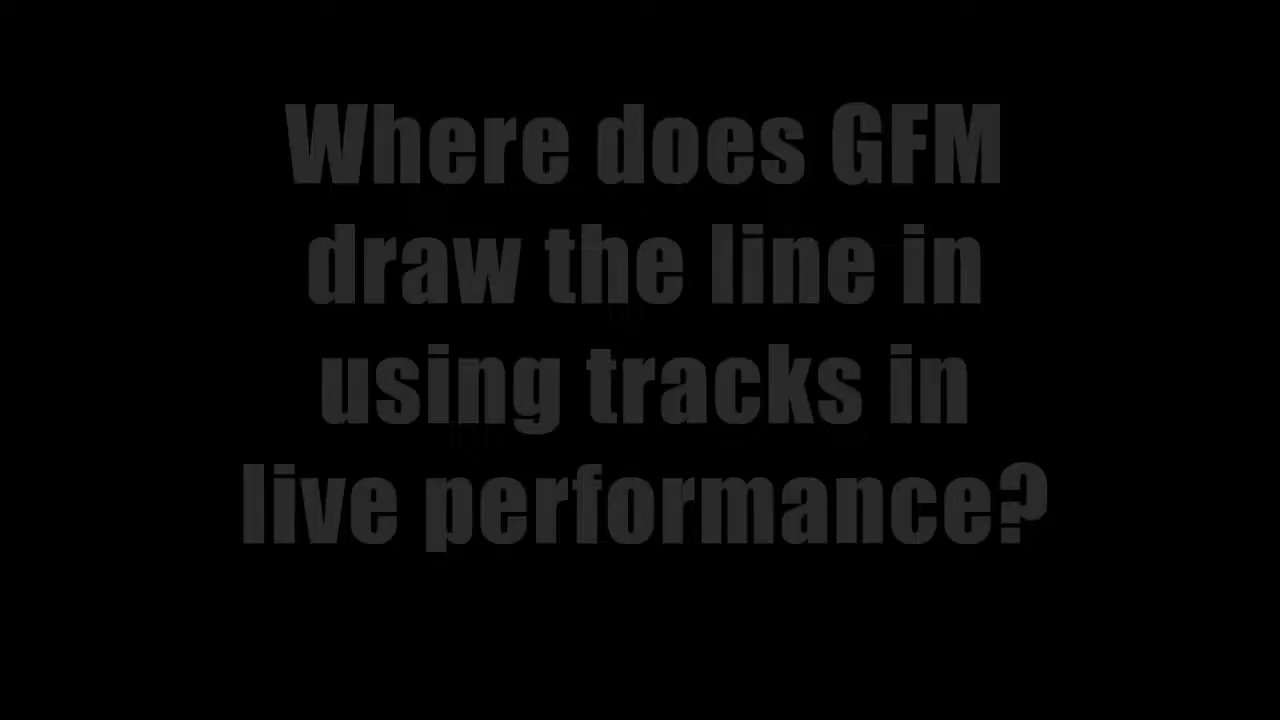 Where does GFM
draw the line in
using tracks in
live performance?